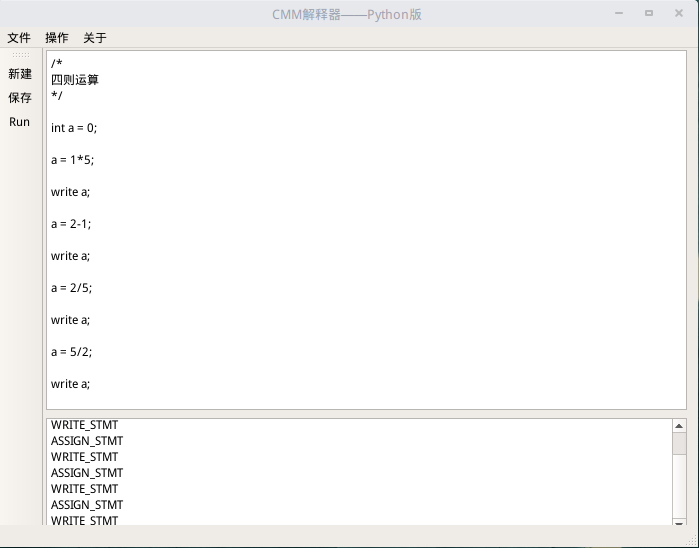 CMM解释器——Python版
文件 操作 关于
新建
保存
Run
/*
四则运算
*/
int a = 0;
a = 1*5;
write a;
a = 2-1;
write a;
a = 2/5;
write a;
a = 5/2;
write a;
WRITE_STMT
ASSIGN_STMT
WRITE_STMT
ASSIGN_STMT
WRITE_STMT
ASSIGN_STMT
WRITE_STMT